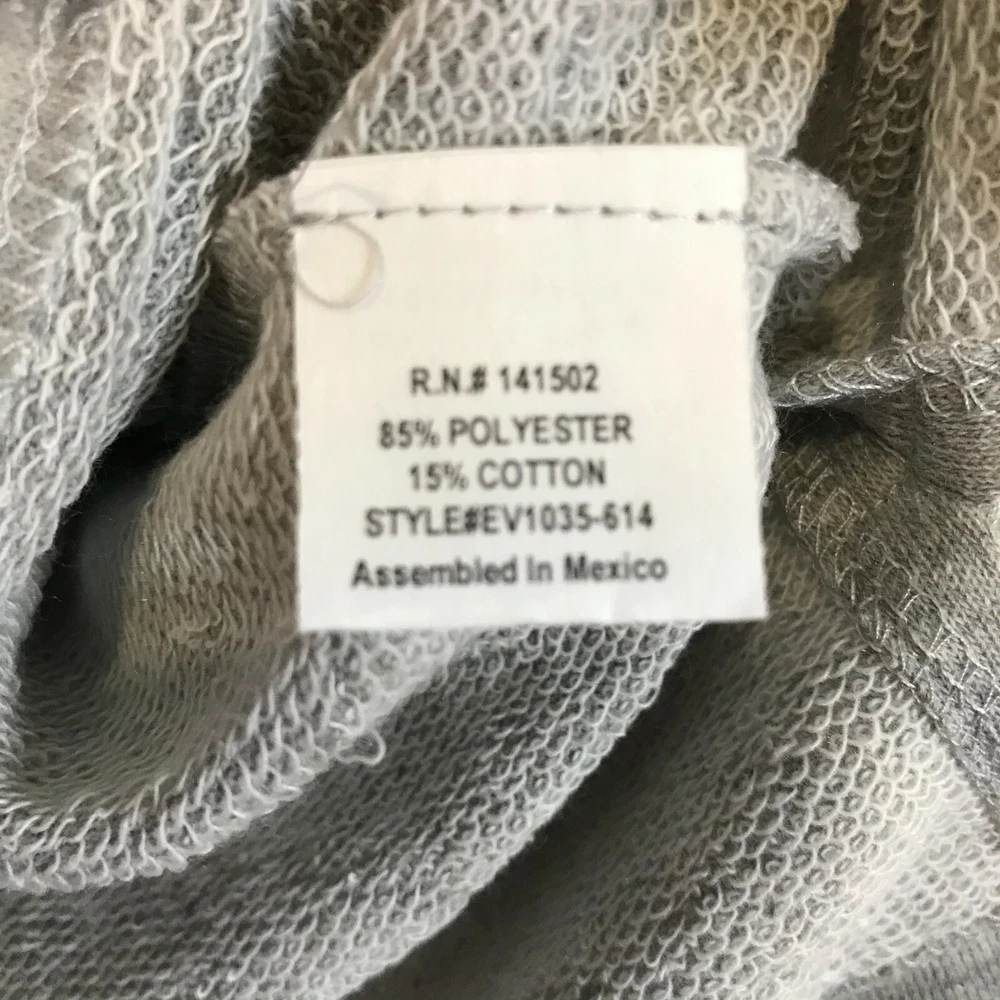 R.N.# 141502
85% POLYESTER
15% COTTON
STYLE#EV1035-614
Assembled In Mexico